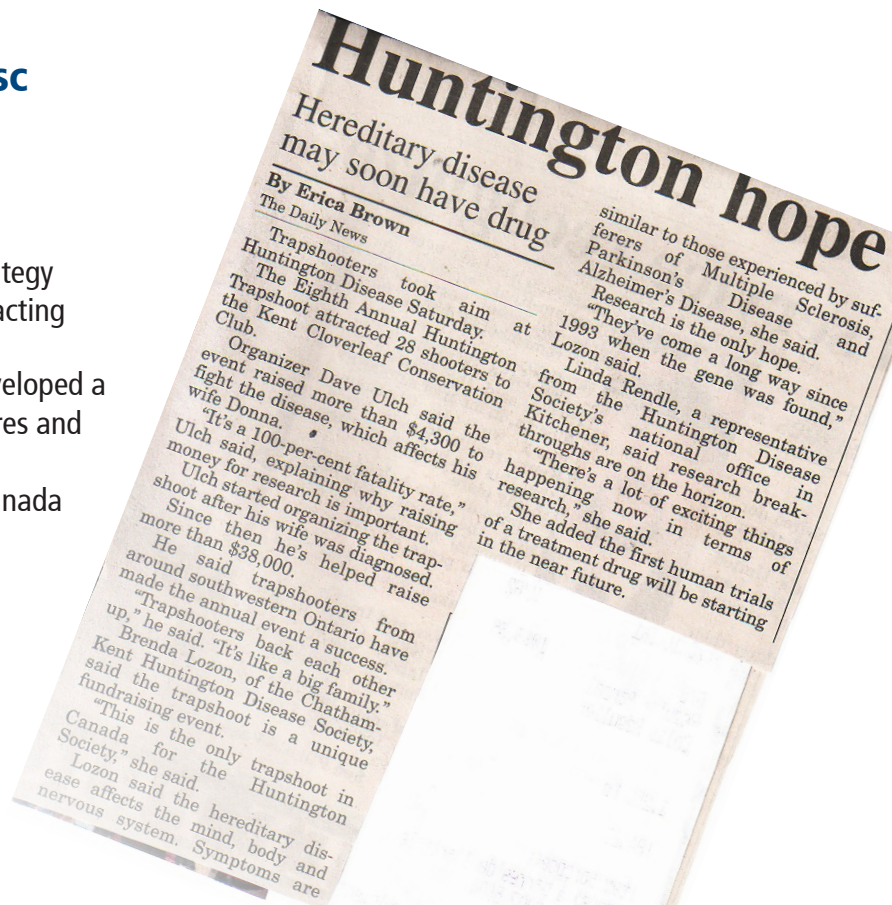 sc
tegy
acting
veloped a
res and
nada
Huntington hope
Hereditary disease
may soon have drug
By Erica Brown
The Daily News
Trapshooters took aim at
Huntington Disease Saturday.
The Eighth Annual Huntington
Trapshoot attracted 28 shooters to
the Kent Cloverleaf Conservation
Club.
Organizer Dave Ulch said the
event raised more than $4,300 to
fight the disease, which affects his
wife Donna.
"It's a 100-per-cent fatality rate,"
Ulch said, explaining why raising
money for research is important.
Ulch started organizing the trap-
shoot after his wife was diagnosed.
Since then he's helped raise
more than $38,000.
He said trapshooters from
around southwestern Ontario have
made the annual event a success.
"Trapshooters back each other
up," he said. "It's like a big family."
Brenda Lozon, of the Chatham-
Kent Huntington Disease Society,
said the trapshoot is a unique
fundraising event.
"This is the only trapshoot in
Canada for the Huntington
Society," she said.
Lozon said the hereditary dis-
ease affects the mind, body and
nervous system. Symptoms are
similar to those experienced by suf-
ferers of Multiple Sclerosis,
Parkinson's Disease and
Alzheimer's Disease, she said.
Research is the only hope.
"They've come a long way since
1993 when the gene was found,"
Lozon said.
Linda Rendle, a representative
from the Huntington Disease
Society's national office in
Kitchener, said research break-
throughs are on the horizon.
"There's a lot of exciting things
happening now in terms of
research," she said.
She added the first human trials
of a treatment drug will be starting
in the near future.